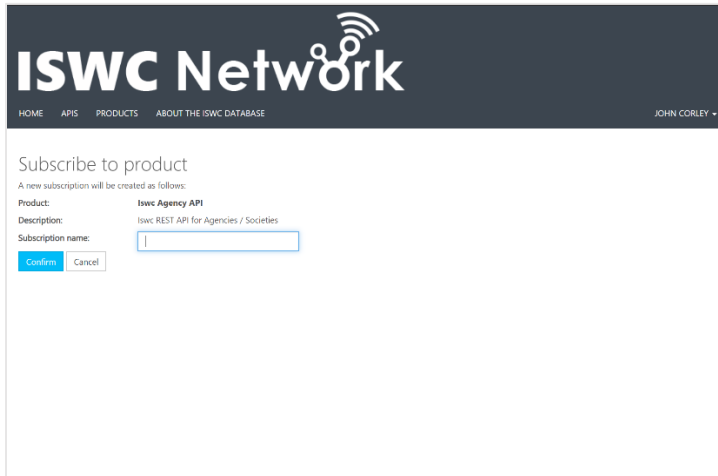 ISWC Network
HOME APIS PRODUCTS ABOUT THE ISWC DATABASE JOHN CORLEY
Subscribe to product
A new subscription will be created as follows:
Product: Iswc Agency API
Description: Iswc REST API for Agencies / Societies
Subscription name:
Confirm Cancel